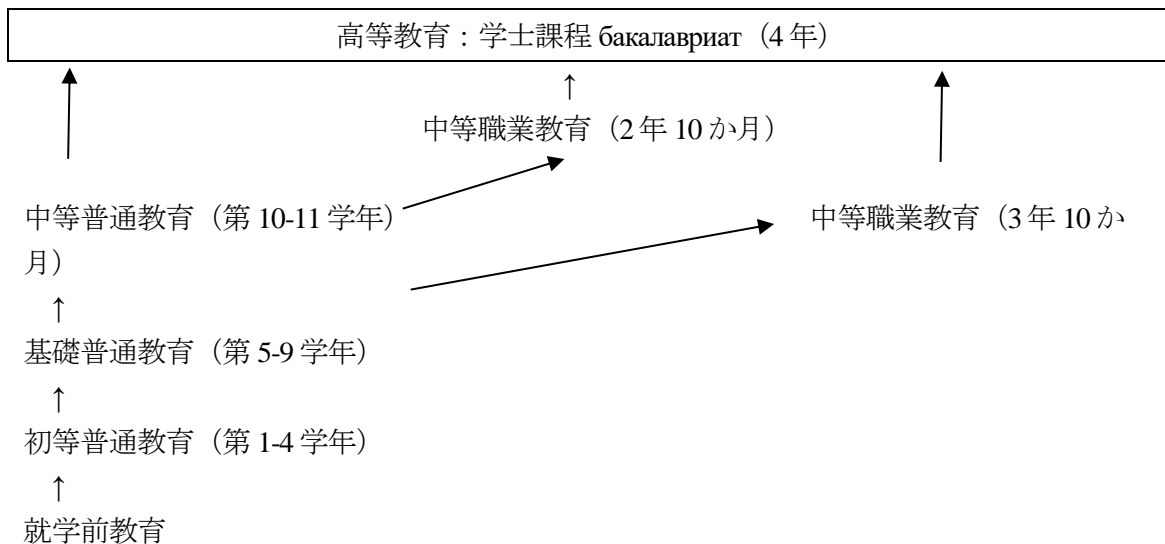 高等教育：学士課程 бакалавриат（4 年）
↑
中等職業教育（2 年 10 か月）
中等普通教育（第 10-11 学年） 中等職業教育（3 年 10 か
月）
↑
基礎普通教育（第 5-9 学年）
↑
初等普通教育（第 1-4 学年）
↑
就学前教育